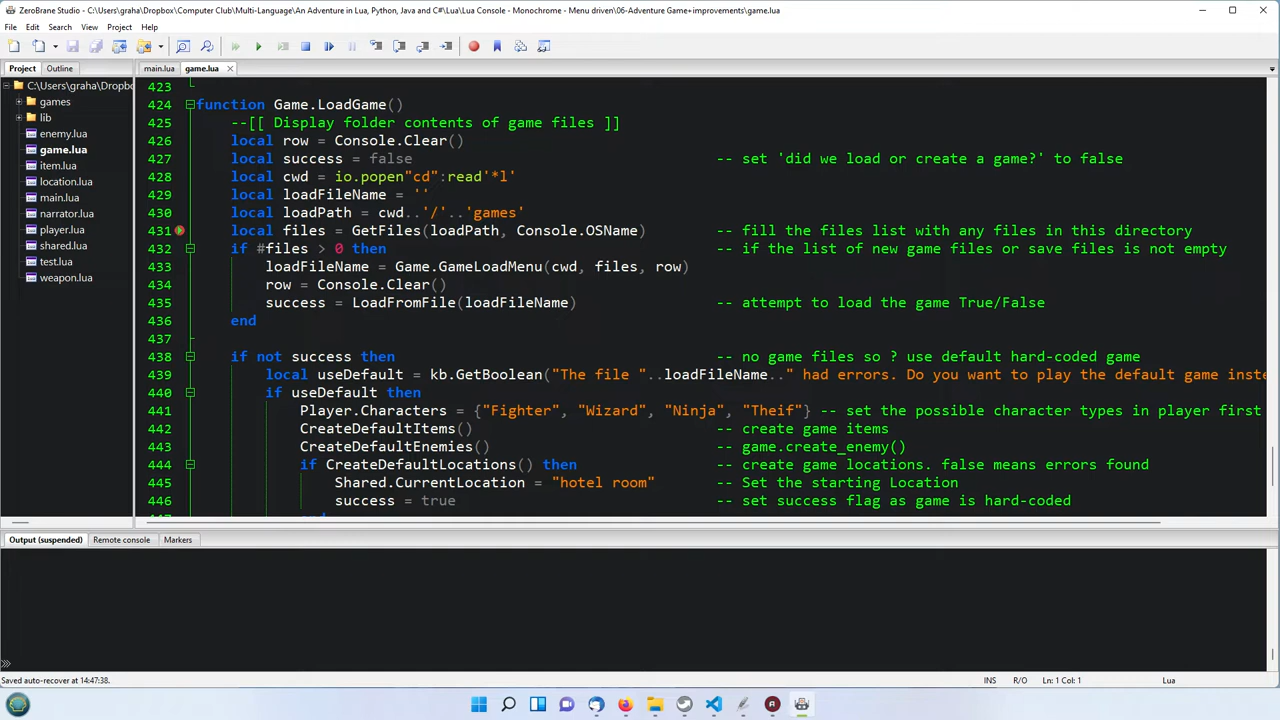 ZeroBrane Studio - C:\Users\graha\Dropbox\Computer Club\Multi-Language\An Adventure in Lua, Python, Java and C#\Lua\Lua Console - Monochrome - Menu driven\06-Adventure Game+improvements\game.lua
File Edit Search View Project Help
Project Outline
main.lua game.lua
C:\Users\graha\Dropbo
games
lib
enemy.lua
game.lua
item.lua
location.lua
main.lua
narrator.lua
player.lua
shared.lua
test.lua
weapon.lua
423
424 function Game.LoadGame()
425 --[[ Display folder contents of game files ]]
426 local row = Console.Clear()
427 local success = false -- set 'did we load or create a game?' to false
428 local cwd = io.popen"cd":read'*l'
429 local loadFileName = ''
430 local loadPath = cwd..'/'..'games'
431 local files = GetFiles(loadPath, Console.OSName) -- fill the files list with any files in this directory
432 if #files > 0 then -- if the list of new game files or save files is not empty
433 loadFileName = Game.GameLoadMenu(cwd, files, row)
434 row = Console.Clear()
435 success = LoadFromFile(loadFileName) -- attempt to load the game True/False
436 end
437
438 if not success then -- no game files so ? use default hard-coded game
439 local useDefault = kb.GetBoolean("The file "..loadFileName.." had errors. Do you want to play the default game inste
440 if useDefault then
441 Player.Characters = {"Fighter", "Wizard", "Ninja", "Theif"} -- set the possible character types in player first
442 CreateDefaultItems() -- create game items
443 CreateDefaultEnemies() -- game.create_enemy()
444 if CreateDefaultLocations() then -- create game locations. false means errors found
445 Shared.CurrentLocation = "hotel room" -- Set the starting Location
446 success = true -- set success flag as game is hard-coded
Output (suspended) Remote console Markers
Saved auto-recover at 14:47:38. INS R/O Ln: 1 Col: 1 Lua